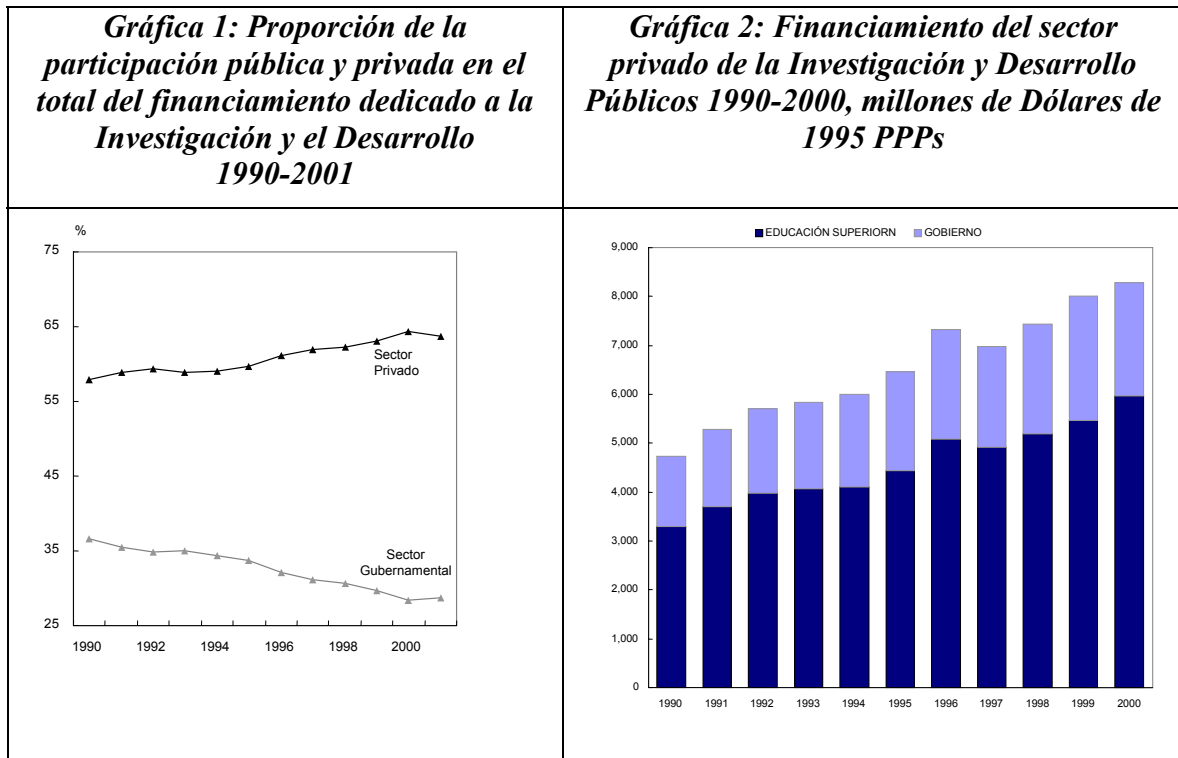 Gráfica 1: Proporción de la
participación pública y privada en el
total del financiamiento dedicado a la
Investigación y el Desarrollo
1990-2001
Gráfica 2: Financiamiento del sector
privado de la Investigación y Desarrollo
Públicos 1990-2000, millones de Dólares de
1995 PPPs
%
75
65
55
45
35
25
Sector
Privado
Sector
Gubernamental
1990 1992 1994 1996 1998 2000
EDUCACIÓN SUPERIORN GOBIERNO
9,000
8,000
7,000
6,000
5,000
4,000
3,000
2,000
1,000
0
1990 1991 1992 1993 1994 1995 1996 1997 1998 1999 2000